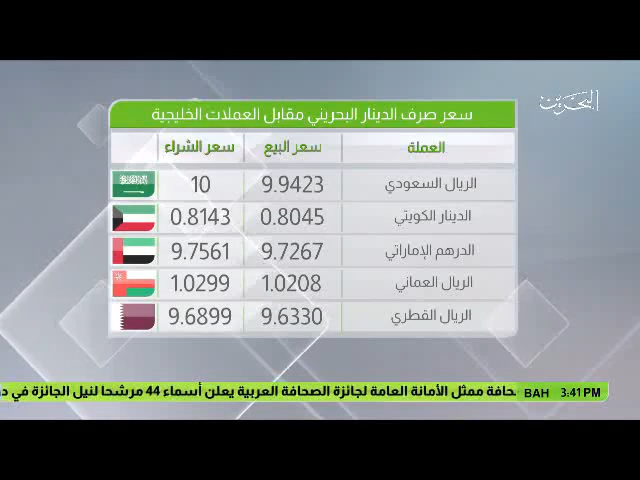 البحرين
سعر صرف الدينار البحريني مقابل العملات الخليجية
العملة سعر البيع سعر الشراء
الريال السعودي 9.9423 10
الدينار الكويتي 0.8045 0.8143
الدرهم الإماراتي 9.7267 9.7561
الريال العماني 1.0208 1.0299
الريال القطري 9.6330 9.6899
BAH 3:41 PM
حافة ممثل الأمانة العامة لجائزة الصحافة العربية يعلن أسماء 44 مرشحا لنيل الجائزة في